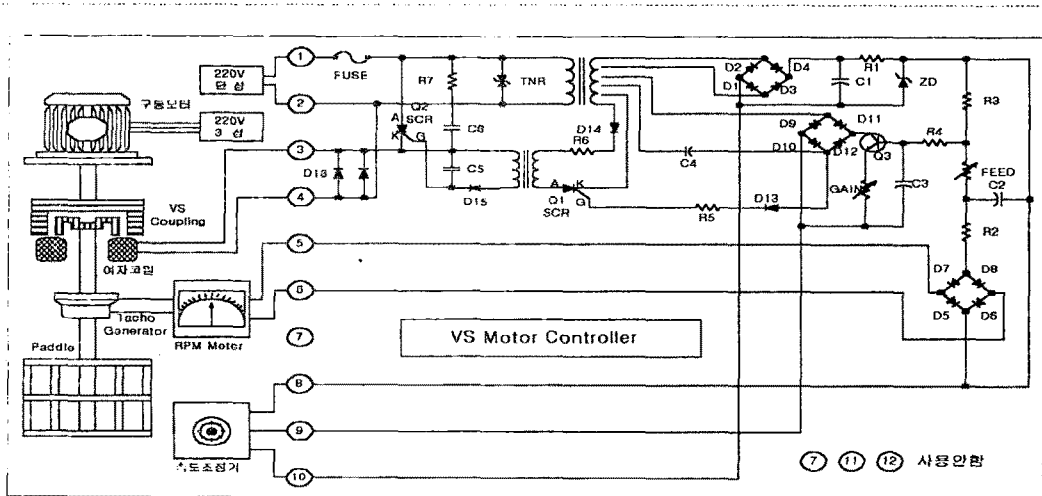 1
FUSE
220V
단상
2
R7
TNR
Q2
SCR
A
K
G
구동모터
220V
3 상
3
C6
D16
C5
D15
4
VS
Coupling
여자코일
5
6
Tacho
Generator
RPM Meter
7
VS Motor Controller
Paddle
8
9
속도조절기
10
D2
D4
D1
D3
C1
R1
ZD
R3
D14
R6
D9
D11
D10
D12
Q3
R4
C4
GAIN
C3
FEED
C2
A
K
G
Q1
SCR
R5
D13
R2
D7
D8
D5
D6
7 11 12 사용안함